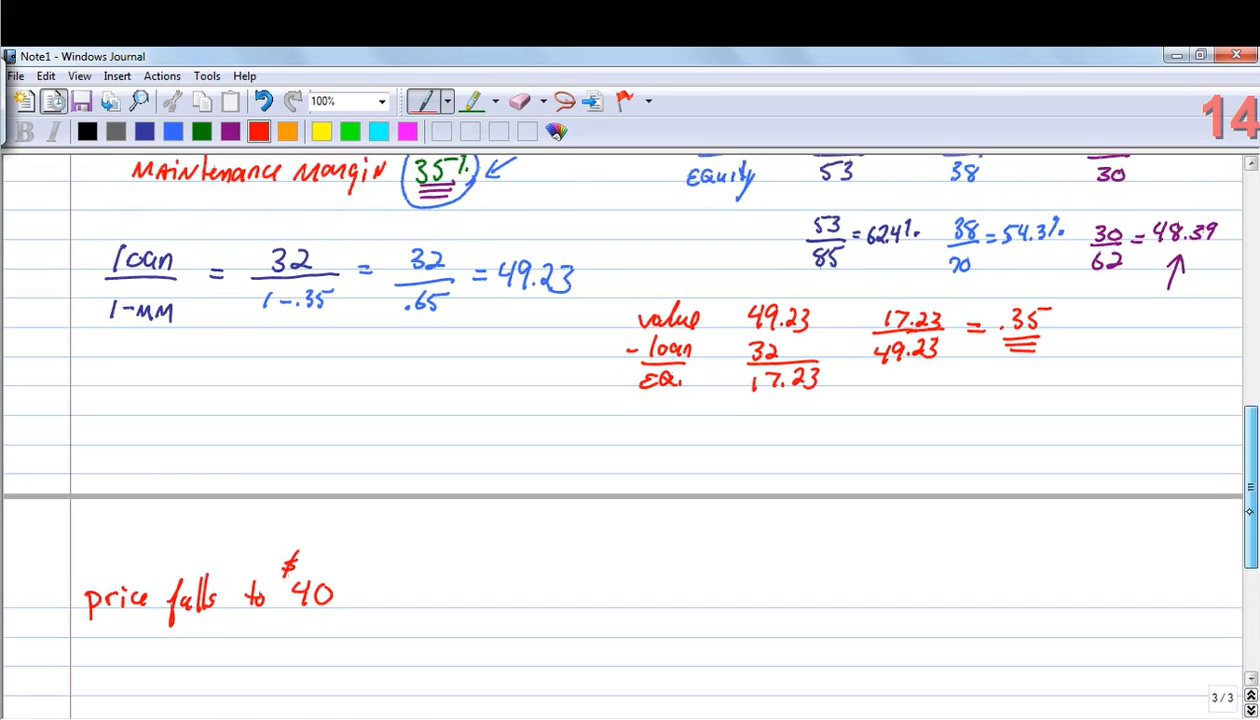 Note1 - Windows Journal
File Edit View Insert Actions Tools Help
100%
B I
14
Maintenance Margin 35%
Equity 53 38 30
53/85 = 62.4% 38/70 = 54.3% 30/62 = 48.39
loan/1-MM = 32/1-.35 = 32/.65 = 49.23
value 49.23 17.23/49.23 = .35
- loan 32
EQ. 17.23
price falls to $40
3 / 3